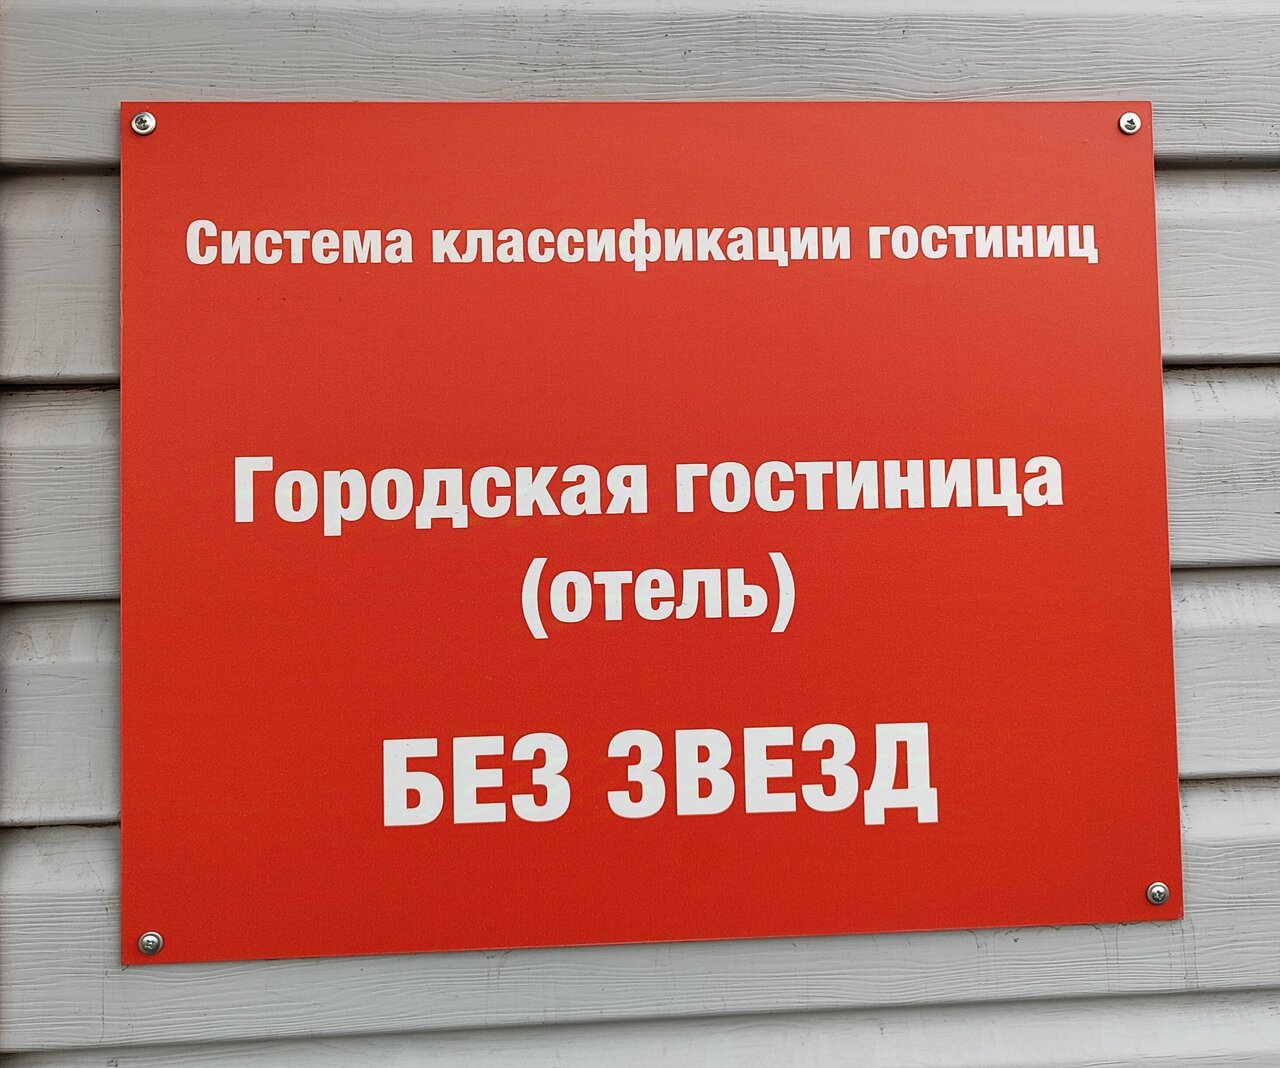 Система классификации гостиниц
Городская гостиница
(отель)
БЕЗ ЗВЕЗД